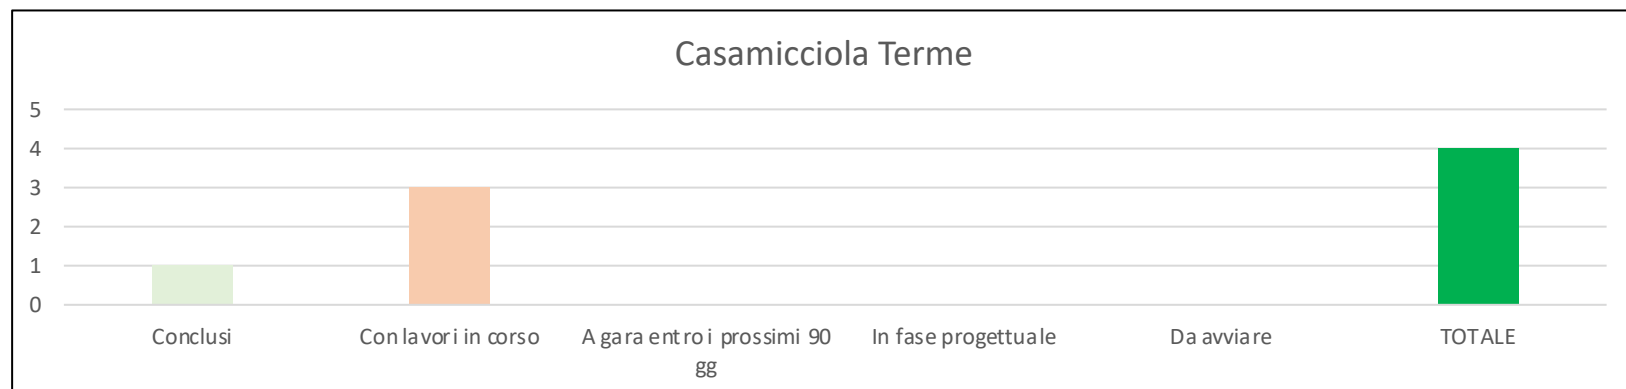 Casamicciola Terme
5
4
3
2
1
0
Conclusi
Con lavori in corso
A gara entro i prossimi 90
gg
In fase progettuale
Da avviare
TOTALE